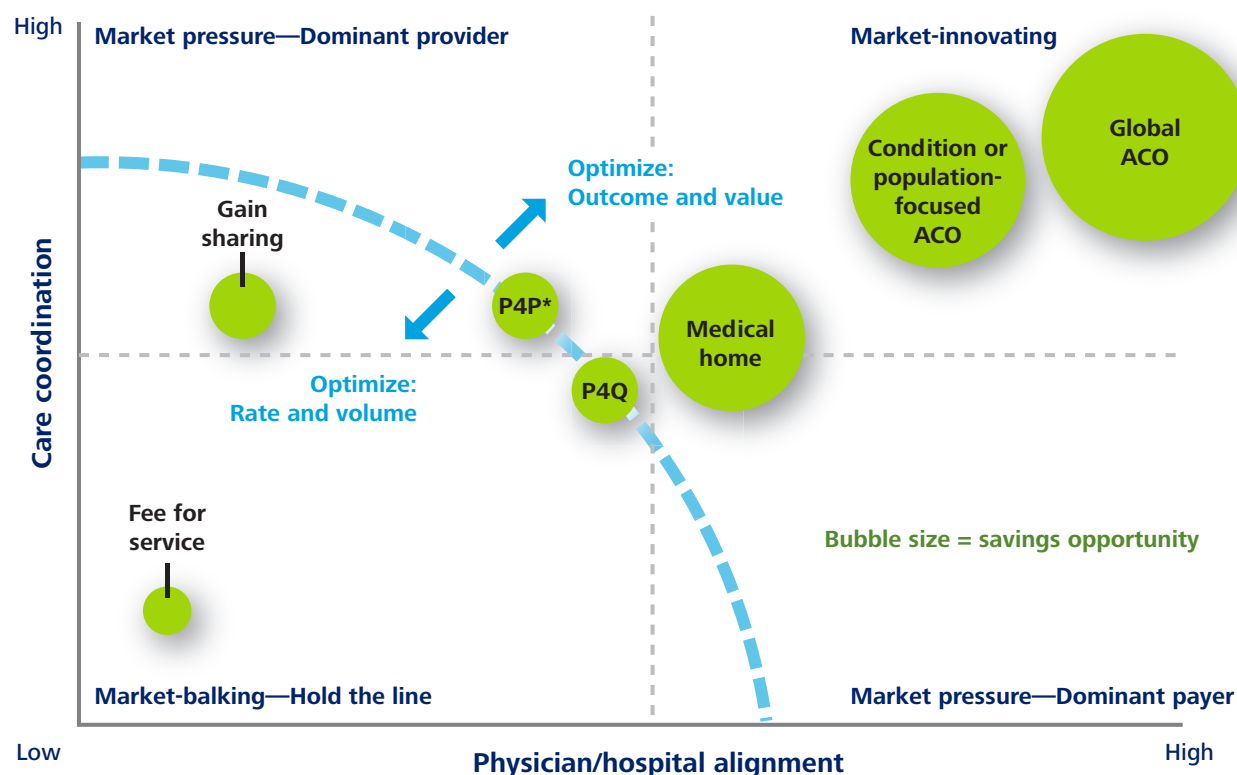 High
Market pressure—Dominant provider
Market-innovating
Global
ACO
Condition or
population-
focused
ACO
Optimize:
Outcome and value
Gain
sharing
P4P*
Medical
home
Care coordination
Optimize:
Rate and volume
P4Q
Fee for
service
Bubble size = savings opportunity
Market-balking—Hold the line
Market pressure—Dominant payer
Low
Physician/hospital alignment
High